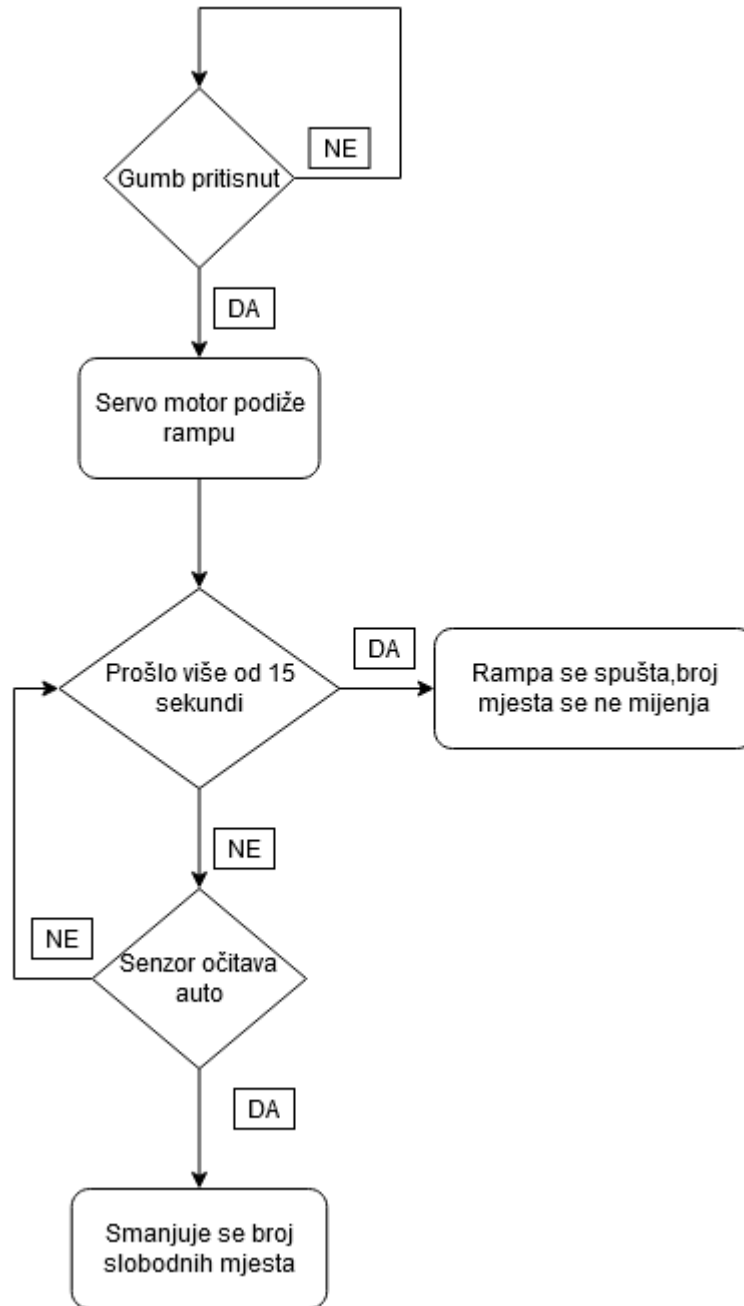 NE
Gumb pritisnut
DA
Servo motor podiže
rampu
DA
Prošlo više od 15
sekundi
Rampa se spušta,broj
mjesta se ne mijenja
NE
NE
Senzor očitava
auto
DA
Smanjuje se broj
slobodnih mjesta